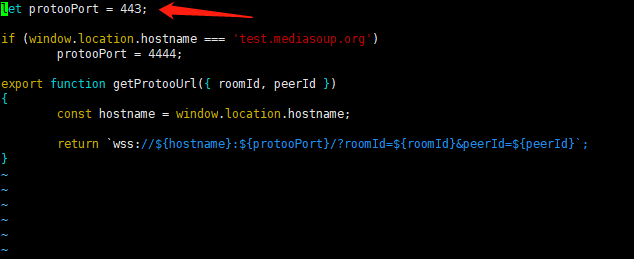 let protooPort = 443;
if (window.location.hostname === 'test.mediasoup.org')
protooPort = 4444;
export function getProtooUrl({ roomId, peerId })
{
const hostname = window.location.hostname;
return `wss://${hostname}:${protooPort}/?roomId=${roomId}&peerId=${peerId}`;
}
~
~
~
~
~
~